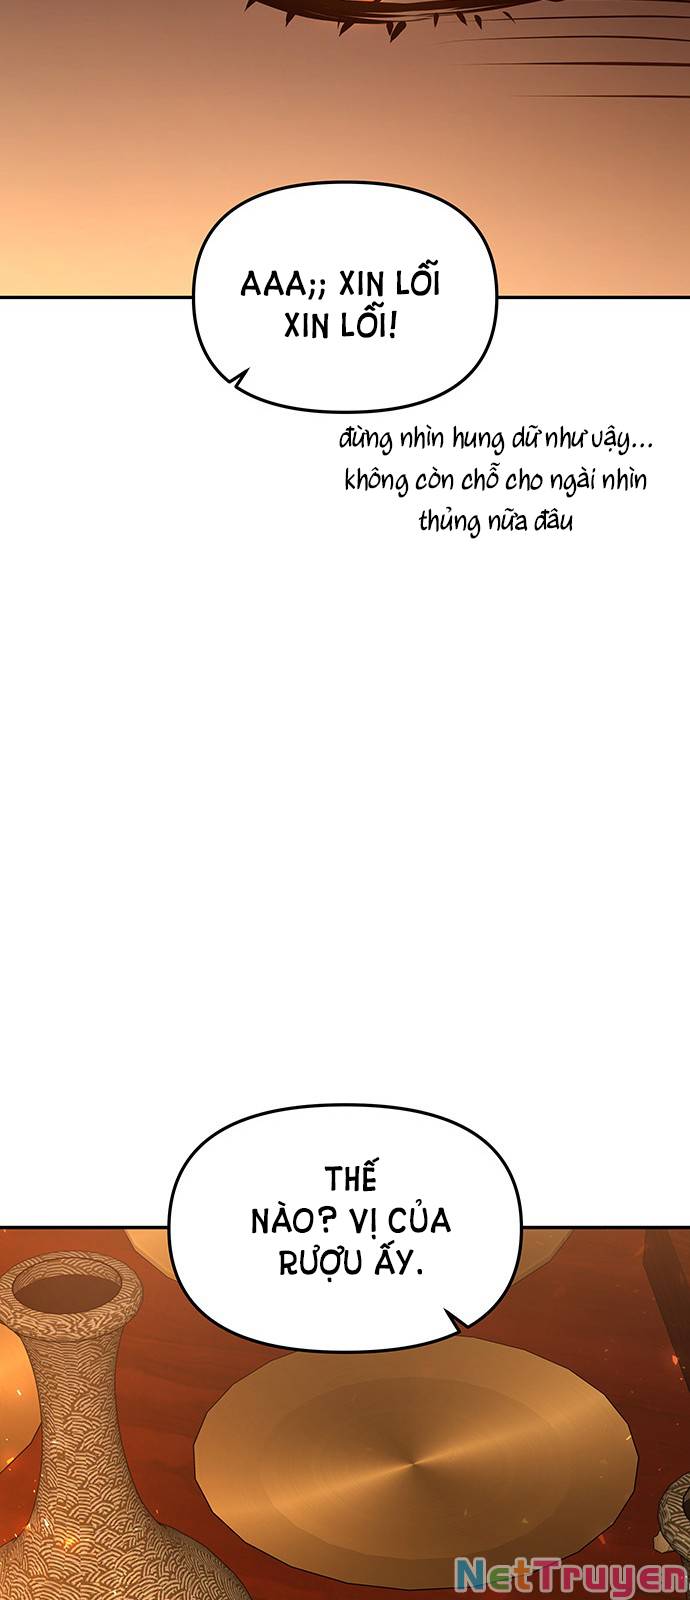 AAA;; XIN LỖI
XIN LỖI!
đừng nhìn hung dữ như vậy...
không còn chỗ cho ngài nhìn
thủng nữa đâu
THẾ
NÀO? VỊ CỦA
RƯỢU ẤY.
NetTruyen